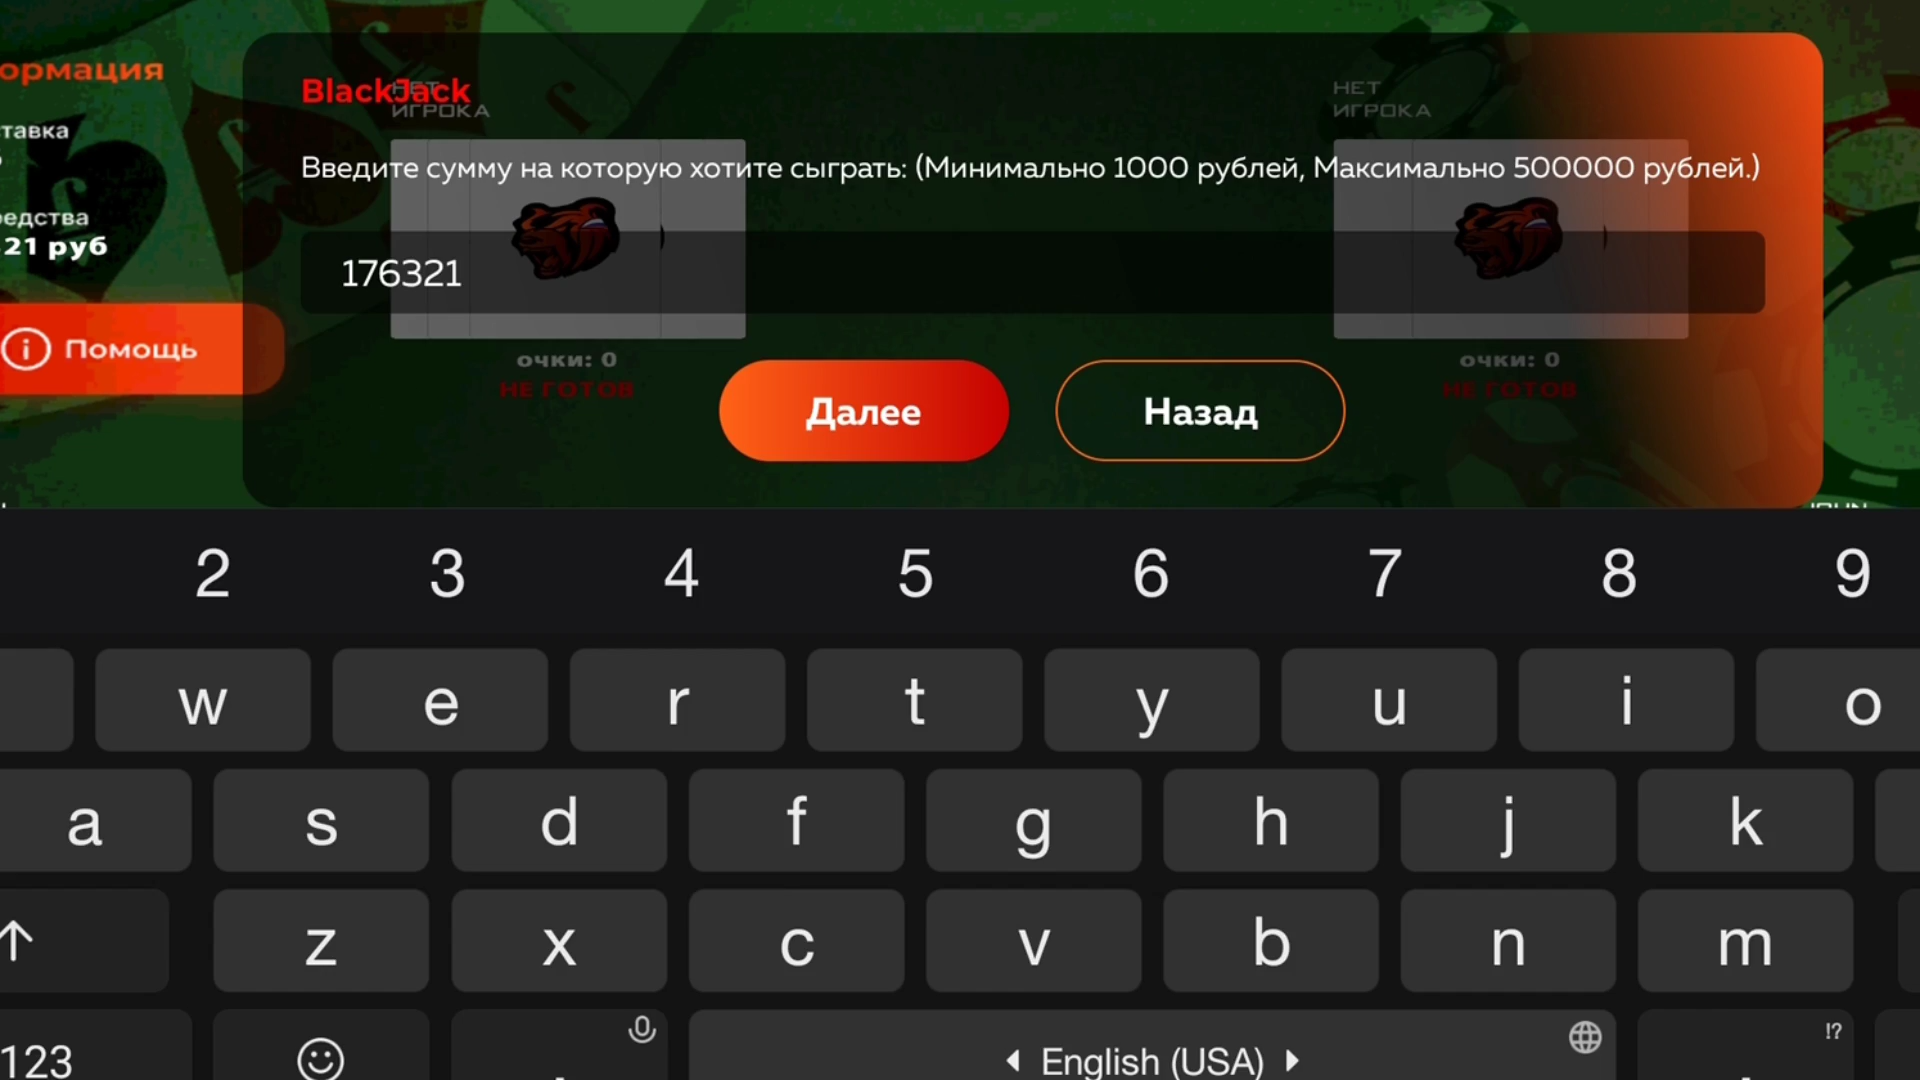 ормация
BlackJack
НЕТ
ИГРОКА
НЕТ
ИГРОКА
тавка
Введите сумму на которую хотите сыграть: (Минимально 1000 рублей, Максимально 500000 рублей.)
редства
21 руб
176321
Помощь
очки: 0
НЕ ГОТОВ
очки: 0
НЕ ГОТОВ
Далее
Назад
2 3 4 5 6 7 8 9
w e r t y u i o
a s d f g h j k
z x c v b n m
123
English (USA)
!?